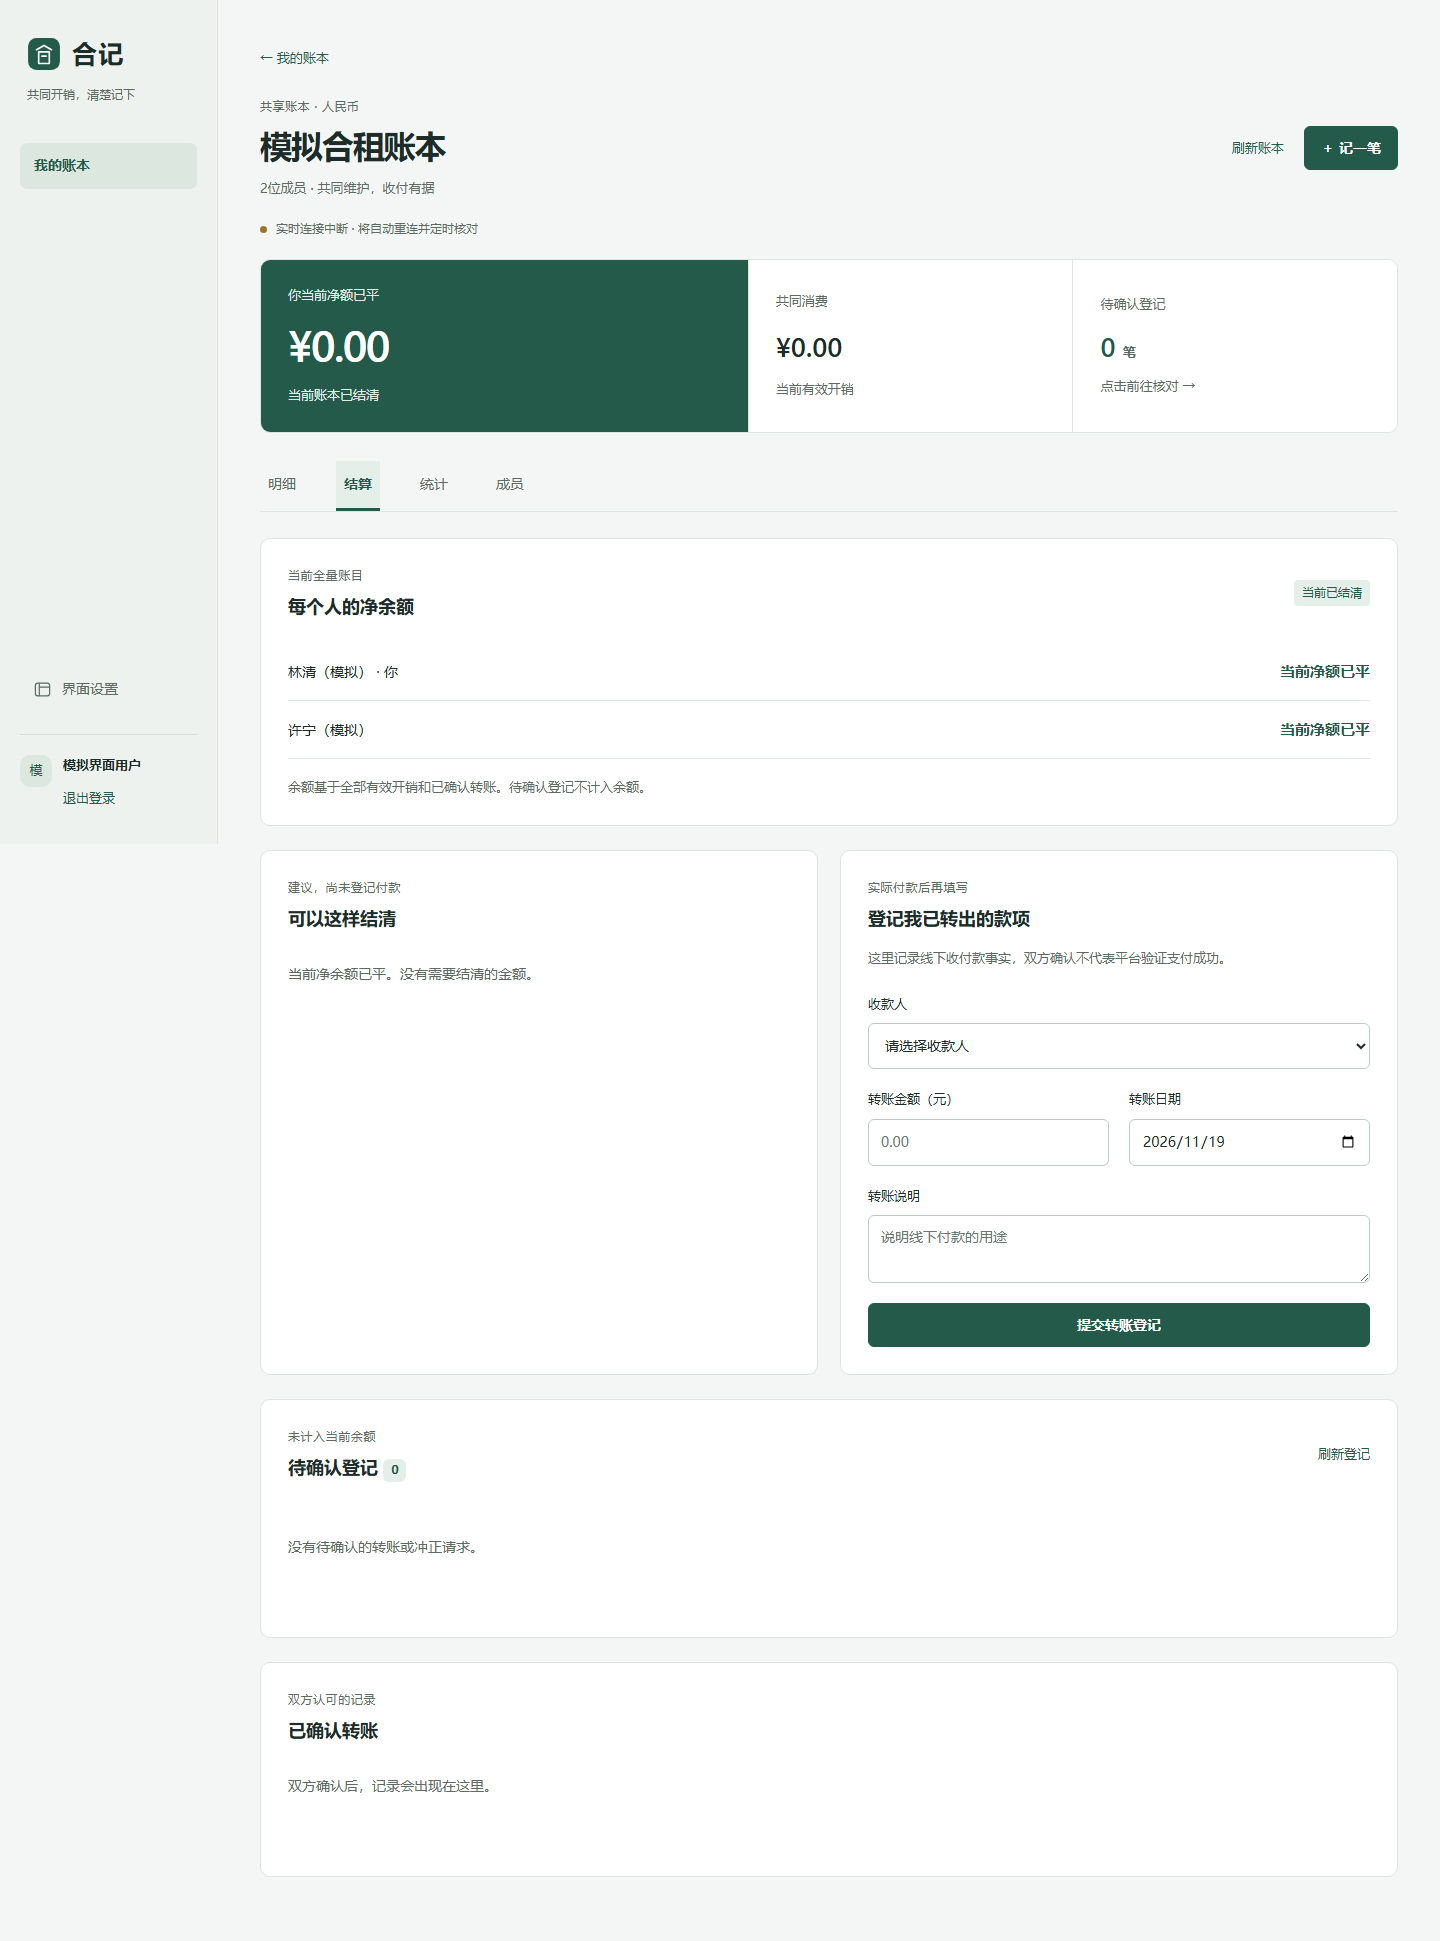 合记
共同开销，清楚记下
我的账本
界面设置
模
模拟界面用户
退出登录
← 我的账本
共享账本 · 人民币
模拟合租账本
2位成员 · 共同维护，收付有据
刷新账本
+ 记一笔
实时连接中断 · 将自动重连并定时核对
你当前净额已平
¥0.00
当前账本已结清
共同消费
¥0.00
当前有效开销
待确认登记
0 笔
点击前往核对 →
明细
结算
统计
成员
当前全量账目
每个人的净余额
当前已结清
林清（模拟） · 你
当前净额已平
许宁（模拟）
当前净额已平
余额基于全部有效开销和已确认转账。待确认登记不计入余额。
建议，尚未登记付款
可以这样结清
当前净余额已平。没有需要结清的金额。
实际付款后再填写
登记我已转出的款项
这里记录线下收付款事实，双方确认不代表平台验证支付成功。
收款人
请选择收款人
转账金额（元）
转账日期
0.00
2026/11/19
转账说明
说明线下付款的用途
提交转账登记
未计入当前余额
待确认登记 0
刷新登记
没有待确认的转账或冲正请求。
双方认可的记录
已确认转账
双方确认后，记录会出现在这里。